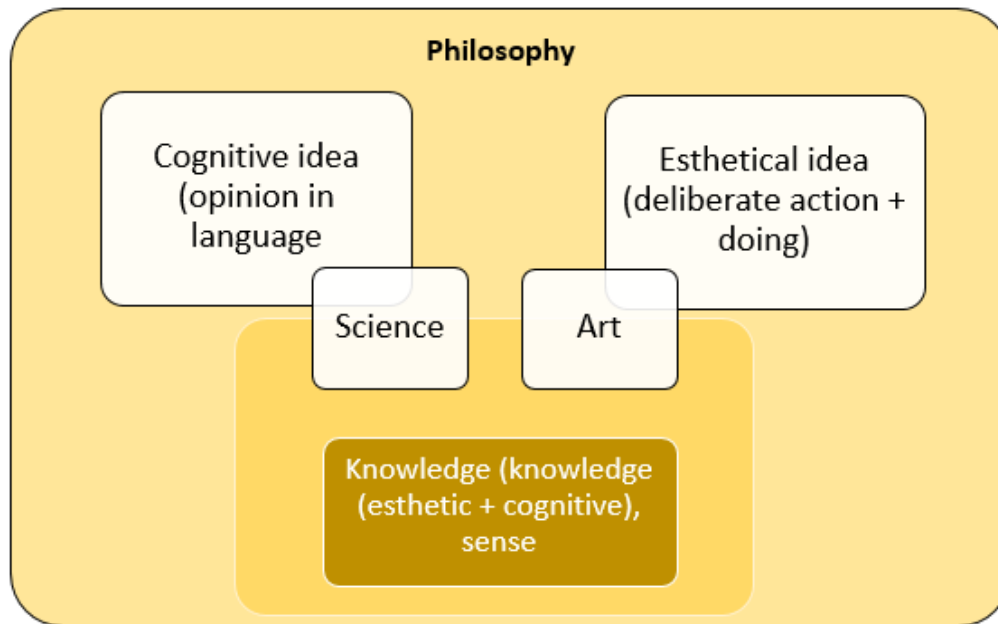 Philosophy
Cognitive idea
(opinion in
language
Esthetical idea
(deliberate action +
doing)
Science
Art
Knowledge (knowledge
(esthetic + cognitive),
sense